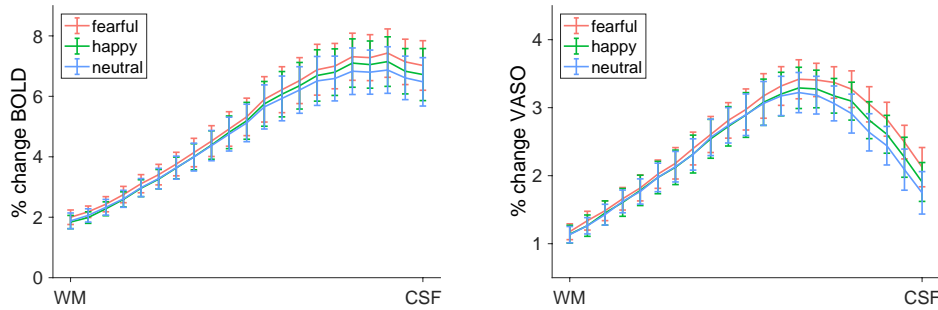 % change BOLD
8
6
4
2
0
fearful
happy
neutral
WM
CSF
% change VASO
4
3
2
1
fearful
happy
neutral
WM
CSF